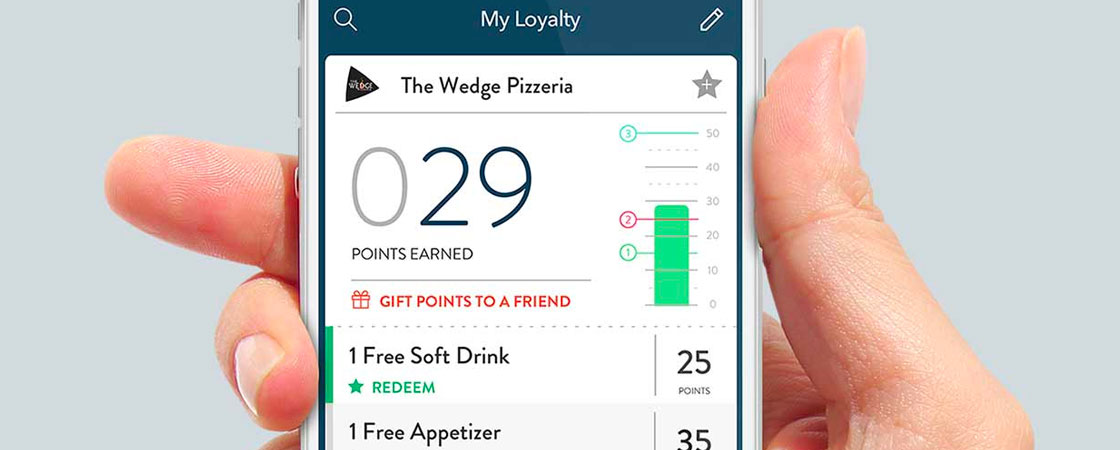 My Loyalty
THE
WEDGE
The Wedge Pizzeria
029
POINTS EARNED
GIFT POINTS TO A FRIEND
3 50
40
30
2
20
1
10
0
1 Free Soft Drink
REDEEM
25
POINTS
1 Free Appetizer
35